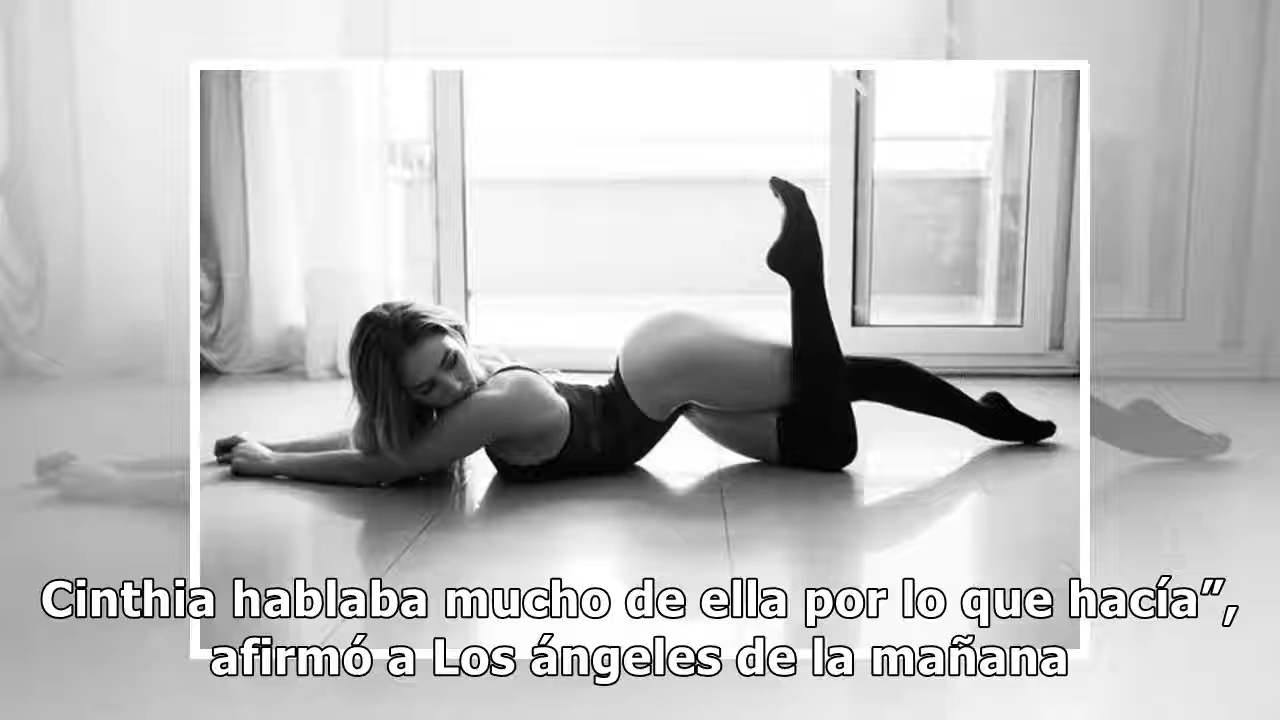 Cinthia hablaba mucho de ella por lo que hacía”,
afirmó a Los ángeles de la mañana